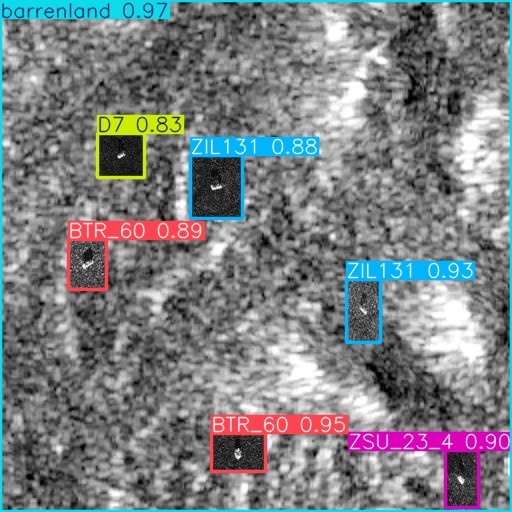 barrenland 0.97
D7 0.83
ZIL131 0.88
BTR_60 0.89
ZIL131 0.93
BTR_60 0.95
ZSU_23_4 0.90